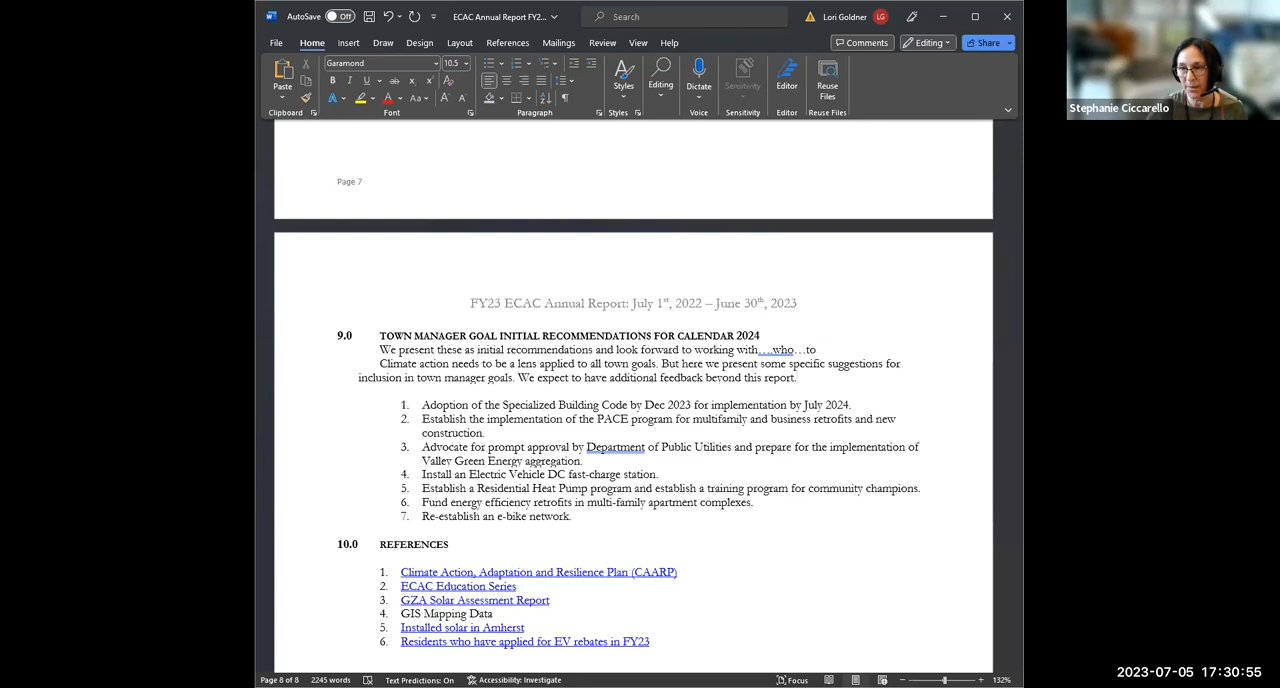 AutoSave Off ECAC Annual Report FY2... Search Lori Goldner LG
File Home Insert Draw Design Layout References Mailings Review View Help Comments Editing Share
Garamond 10.5
Paste Styles Editing Dictate Sensitivity Editor Reuse Files
Clipboard Font Paragraph Styles Voice Sensitivity Editor Reuse Files
Stephanie Ciccarello
Page 7
FY23 ECAC Annual Report: July 1st, 2022 – June 30th, 2023
9.0 TOWN MANAGER GOAL INITIAL RECOMMENDATIONS FOR CALENDAR 2024
We present these as initial recommendations and look forward to working with….who…to
Climate action needs to be a lens applied to all town goals. But here we present some specific suggestions for
inclusion in town manager goals. We expect to have additional feedback beyond this report.
1. Adoption of the Specialized Building Code by Dec 2023 for implementation by July 2024.
2. Establish the implementation of the PACE program for multifamily and business retrofits and new
construction.
3. Advocate for prompt approval by Department of Public Utilities and prepare for the implementation of
Valley Green Energy aggregation.
4. Install an Electric Vehicle DC fast-charge station.
5. Establish a Residential Heat Pump program and establish a training program for community champions.
6. Fund energy efficiency retrofits in multi-family apartment complexes.
7. Re-establish an e-bike network.
10.0 REFERENCES
1. Climate Action, Adaptation and Resilience Plan (CAARP)
2. ECAC Education Series
3. GZA Solar Assessment Report
4. GIS Mapping Data
5. Installed solar in Amherst
6. Residents who have applied for EV rebates in FY23
Page 8 of 8 2245 words Text Predictions: On Accessibility: Investigate Focus 132%
2023-07-05 17:30:55